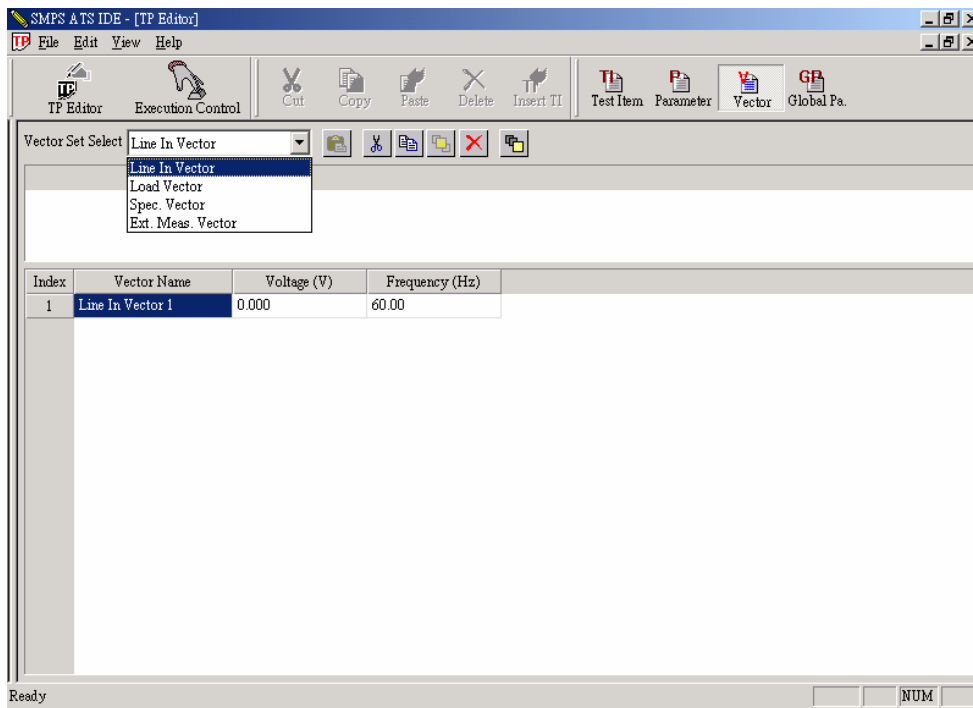 SMPS ATS IDE - [TP Editor]
TP File Edit View Help
TP TI P V GP
TP Editor Execution Control Cut Copy Paste Delete Insert TI Test Item Parameter Vector Global Pa.
Vector Set Select Line In Vector
Line In Vector
Load Vector
Spec. Vector
Ext. Meas. Vector
Index Vector Name Voltage (V) Frequency (Hz)
1 Line In Vector 1 0.000 60.00
Ready NUM